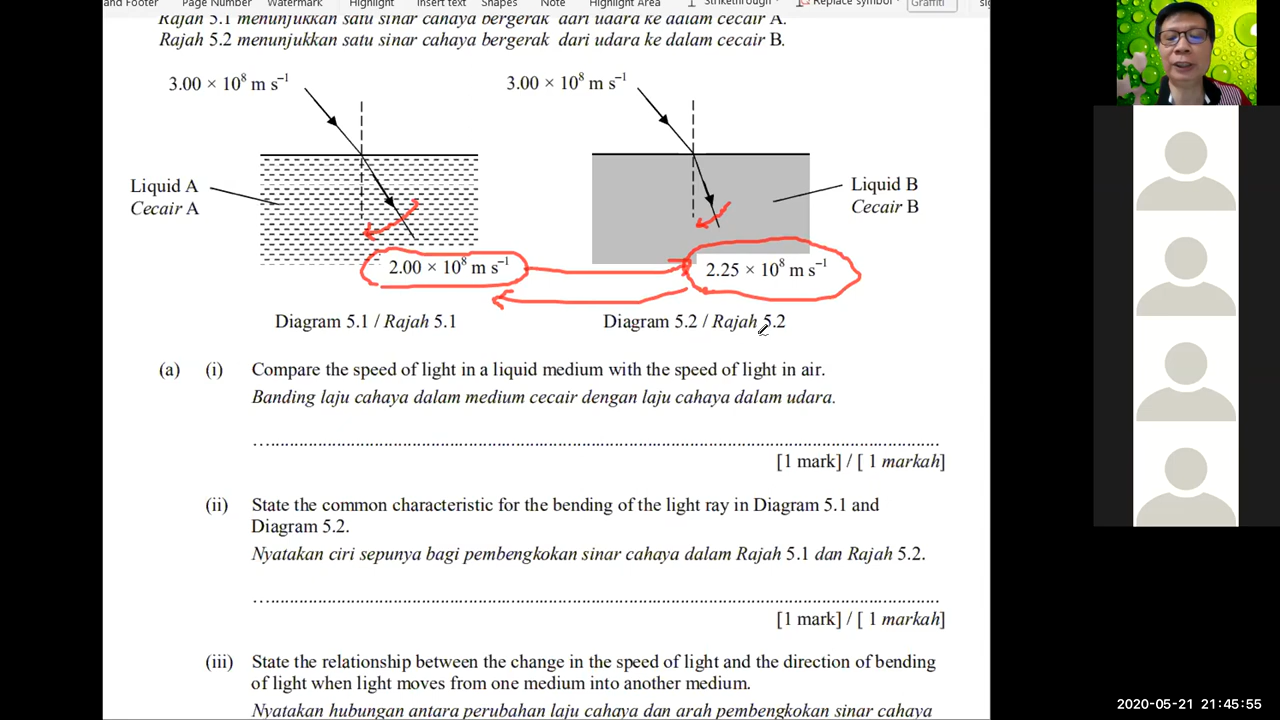 and Footer Page Number Watermark Highlight Insert text Shapes Note Highlight Area Strikethrough Replace symbol Graffiti
Rajah 5.1 menunjukkan satu sinar cahaya bergerak dari udara ke dalam cecair A.
Rajah 5.2 menunjukkan satu sinar cahaya bergerak dari udara ke dalam cecair B.
3.00 × 10⁸ m s⁻¹ 3.00 × 10⁸ m s⁻¹
Liquid A
Cecair A
Liquid B
Cecair B
2.00 × 10⁸ m s⁻¹ 2.25 × 10⁸ m s⁻¹
Diagram 5.1 / Rajah 5.1 Diagram 5.2 / Rajah 5.2
(a) (i) Compare the speed of light in a liquid medium with the speed of light in air.
Banding laju cahaya dalam medium cecair dengan laju cahaya dalam udara.
[1 mark] / [ 1 markah]
(ii) State the common characteristic for the bending of the light ray in Diagram 5.1 and
Diagram 5.2.
Nyatakan ciri sepunya bagi pembengkokan sinar cahaya dalam Rajah 5.1 dan Rajah 5.2.
[1 mark] / [ 1 markah]
(iii) State the relationship between the change in the speed of light and the direction of bending
of light when light moves from one medium into another medium.
Nyatakan hubungan antara perubahan laju cahaya dan arah pembengkokan sinar cahaya
2020-05-21 21:45:55